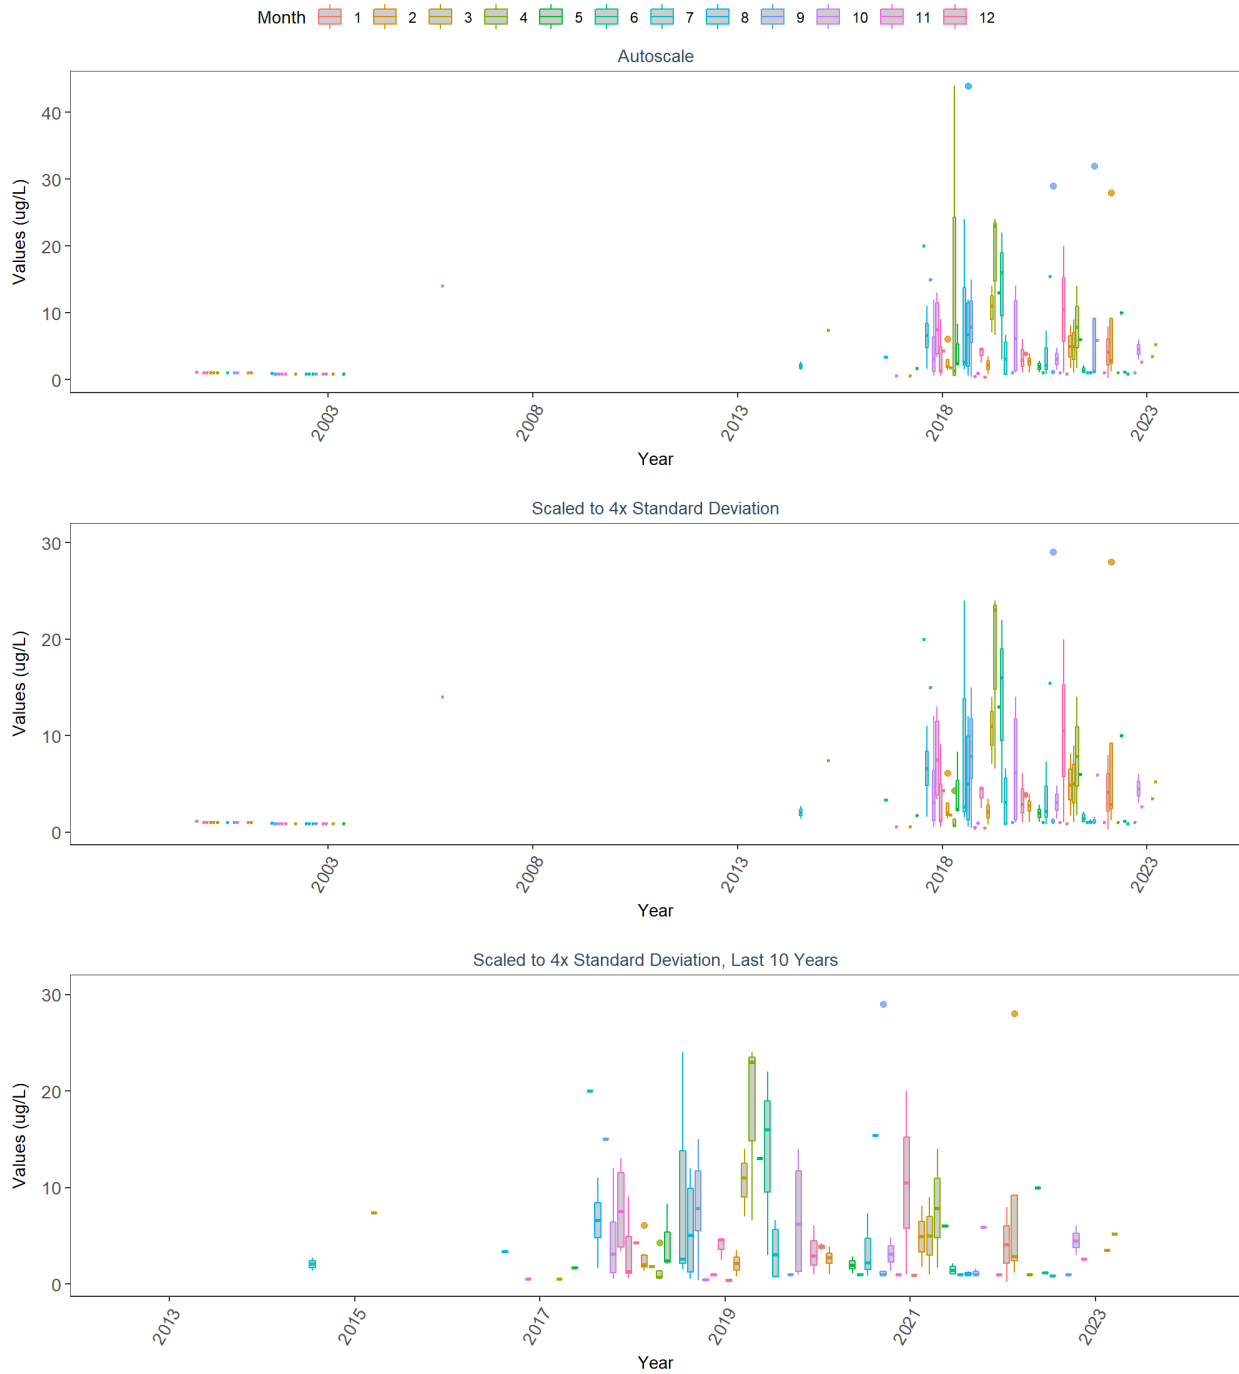 Month 1 2 3 4 5 6 7 8 9 10 11 12
Autoscale
Values (ug/L)
40
30
20
10
0
2003 2008 2013 2018 2023
Year
Scaled to 4x Standard Deviation
Values (ug/L)
30
20
10
0
2003 2008 2013 2018 2023
Year
Scaled to 4x Standard Deviation, Last 10 Years
Values (ug/L)
30
20
10
0
2013 2015 2017 2019 2021 2023
Year